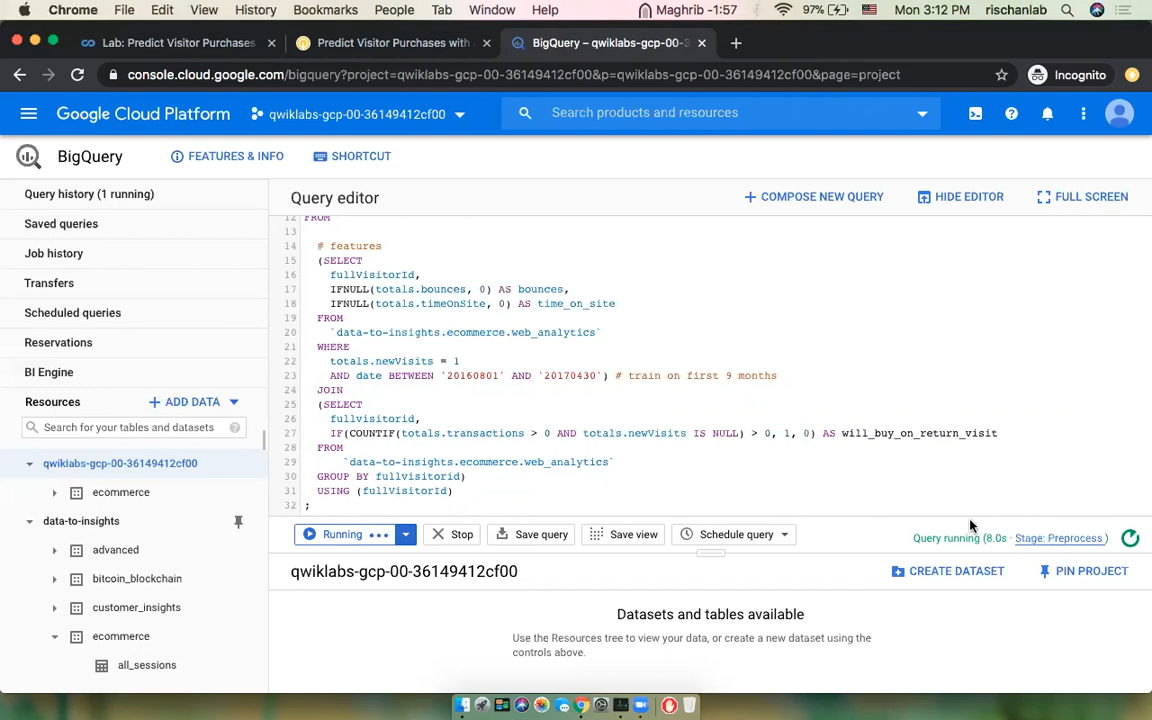 Chrome File Edit View History Bookmarks People Tab Window Help Maghrib -1:57 97% Mon 3:12 PM rischanlab
Lab: Predict Visitor Purchases
Predict Visitor Purchases with
BigQuery – qwiklabs-gcp-00-3
console.cloud.google.com/bigquery?project=qwiklabs-gcp-00-36149412cf00&p=qwiklabs-gcp-00-36149412cf00&page=project
Incognito
Google Cloud Platform
qwiklabs-gcp-00-36149412cf00
Search products and resources
BigQuery
FEATURES & INFO
SHORTCUT
Query history (1 running)
Saved queries
Job history
Transfers
Scheduled queries
Reservations
BI Engine
Resources
ADD DATA
Search for your tables and datasets
qwiklabs-gcp-00-36149412cf00
ecommerce
data-to-insights
advanced
bitcoin_blockchain
customer_insights
ecommerce
all_sessions
Query editor
COMPOSE NEW QUERY
HIDE EDITOR
FULL SCREEN
12 FROM
13
14 # features
15 (SELECT
16 fullVisitorId,
17 IFNULL(totals.bounces, 0) AS bounces,
18 IFNULL(totals.timeOnSite, 0) AS time_on_site
19 FROM
20 `data-to-insights.ecommerce.web_analytics`
21 WHERE
22 totals.newVisits = 1
23 AND date BETWEEN '20160801' AND '20170430') # train on first 9 months
24 JOIN
25 (SELECT
26 fullvisitorid,
27 IF(COUNTIF(totals.transactions > 0 AND totals.newVisits IS NULL) > 0, 1, 0) AS will_buy_on_return_visit
28 FROM
29 `data-to-insights.ecommerce.web_analytics`
30 GROUP BY fullvisitorid)
31 USING (fullVisitorId)
32 ;
Running
Stop
Save query
Save view
Schedule query
Query running (8.0s · Stage: Preprocess )
qwiklabs-gcp-00-36149412cf00
CREATE DATASET
PIN PROJECT
Datasets and tables available
Use the Resources tree to view your data, or create a new dataset using the
controls above.